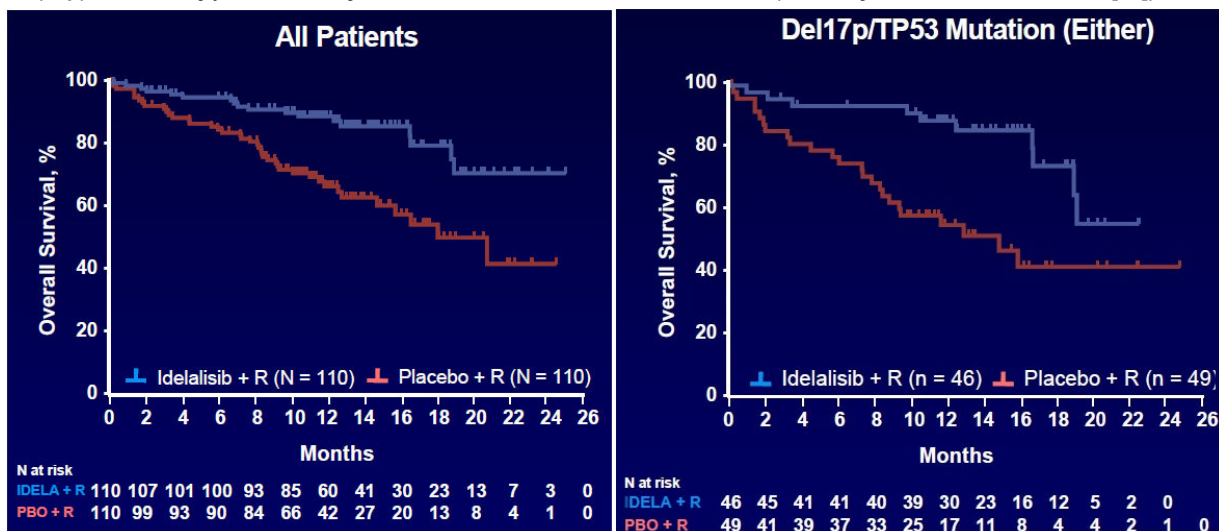 All Patients
Overall Survival, %
100
80
60
40
20
0
Idelalisib + R (N = 110) Placebo + R (N = 110)
0 2 4 6 8 10 12 14 16 18 20 22 24 26
Months
N at risk
IDELA + R 110 107 101 100 93 85 60 41 30 23 13 7 3 0
PBO + R 110 99 93 90 84 66 42 27 20 13 8 4 1 0
Del17p/TP53 Mutation (Either)
Overall Survival, %
100
80
60
40
20
0
Idelalisib + R (n = 46) Placebo + R (n = 49)
0 2 4 6 8 10 12 14 16 18 20 22 24 26
Months
N at risk
IDELA + R 46 45 41 41 40 39 30 23 16 12 5 2 0
PBO + R 49 41 39 37 33 25 17 11 8 4 4 2 1 0